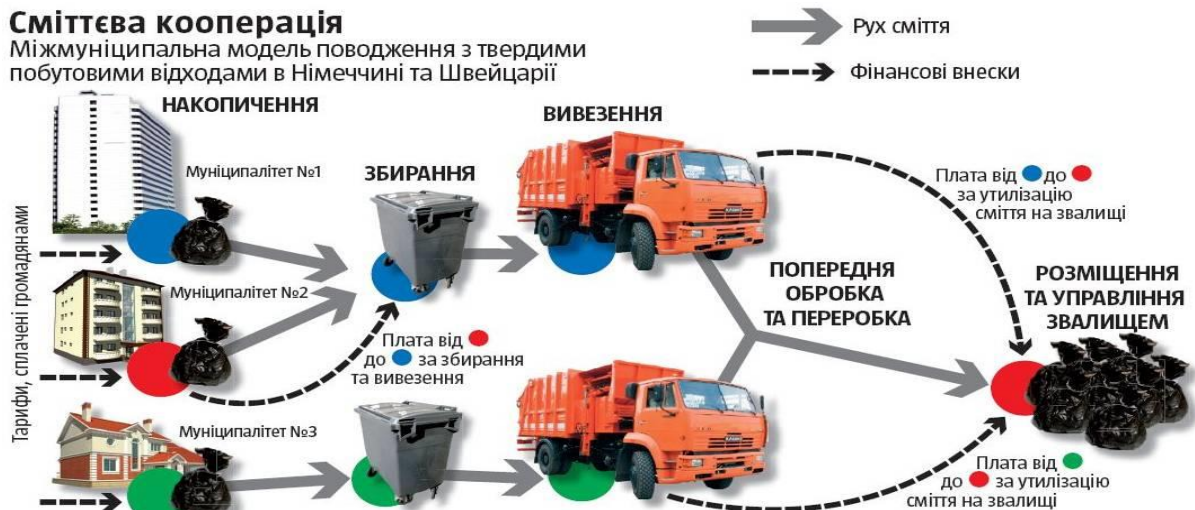 Сміттєва кооперація
Міжмуніципальна модель поводження з твердими
побутовими відходами в Німеччині та Швейцарії
Рух сміття
Фінансові внески
НАКОПИЧЕННЯ
Муніципалітет №1
ЗБИРАННЯ
ВИВЕЗЕННЯ
Плата від до
за утилизацію
сміття на звалищі
Тарифи, сплачені громадянами
Муніципалітет №2
Плата від
до за збирання
та вивезення
ПОПЕРЕДНЯ
ОБРОБКА
ТА ПЕРЕРОБКА
РОЗМІЩЕННЯ
ТА УПРАВЛІННЯ
ЗВАЛИЩЕМ
Муніципалітет №3
Плата від
до за утилизацію
сміття на звалищі